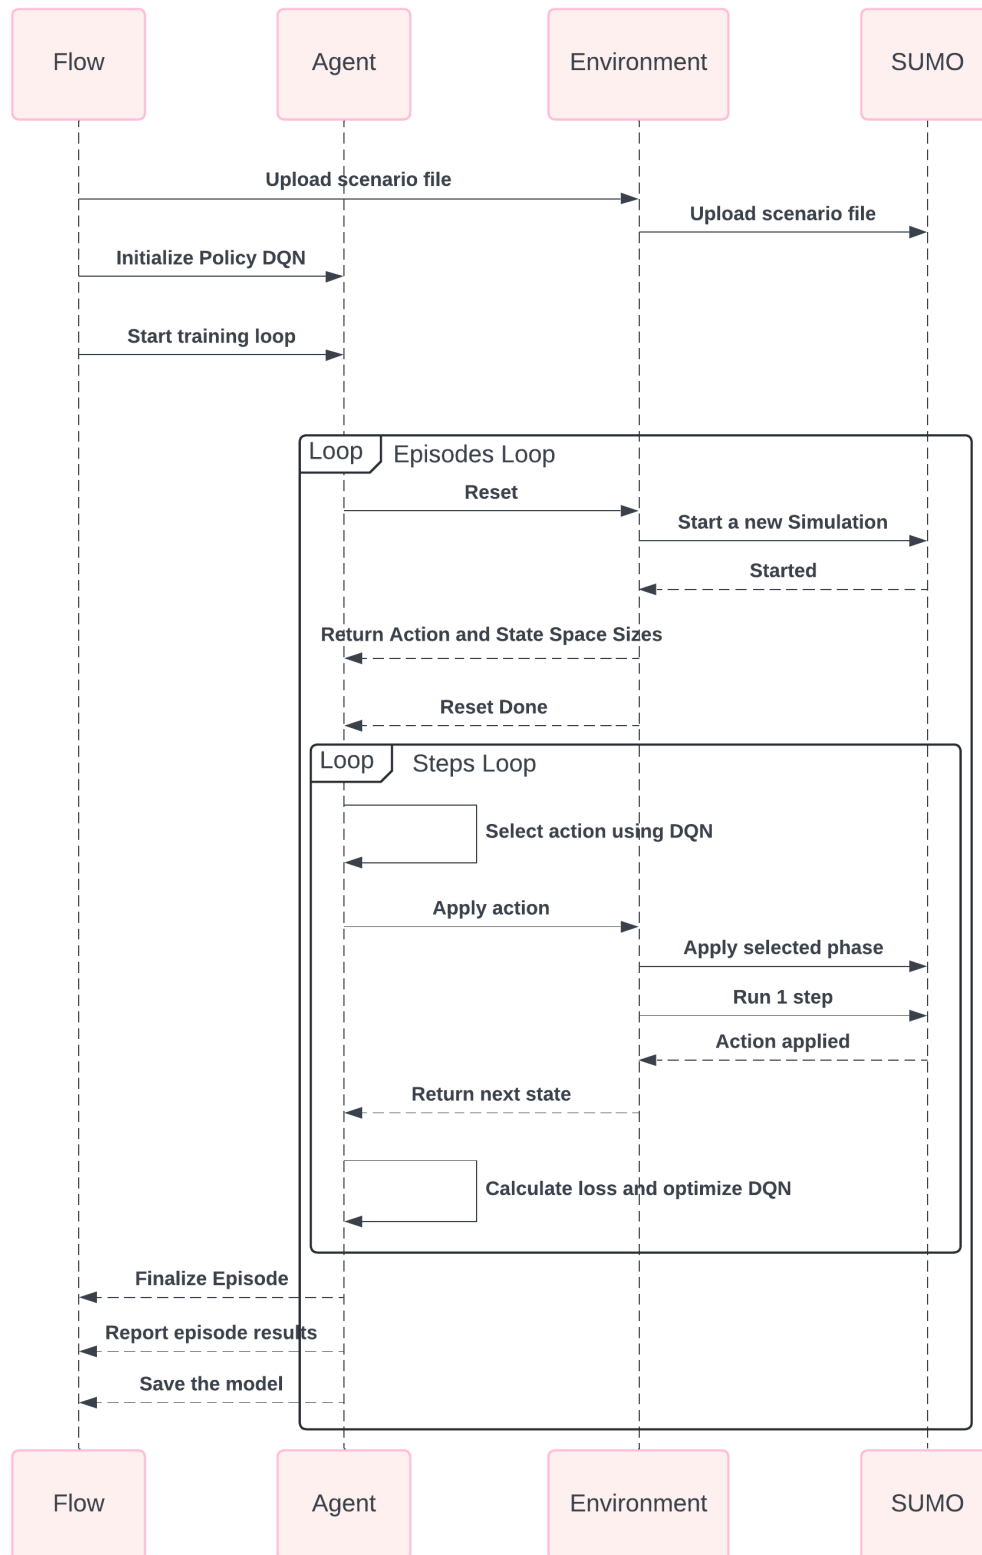 Flow
Agent
Environment
SUMO
Upload scenario file
Upload scenario file
Initialize Policy DQN
Start training loop
Loop
Episodes Loop
Reset
Start a new Simulation
Started
Return Action and State Space Sizes
Reset Done
Loop
Steps Loop
Select action using DQN
Apply action
Apply selected phase
Run 1 step
Action applied
Return next state
Calculate loss and optimize DQN
Finalize Episode
Report episode results
Save the model
Flow
Agent
Environment
SUMO